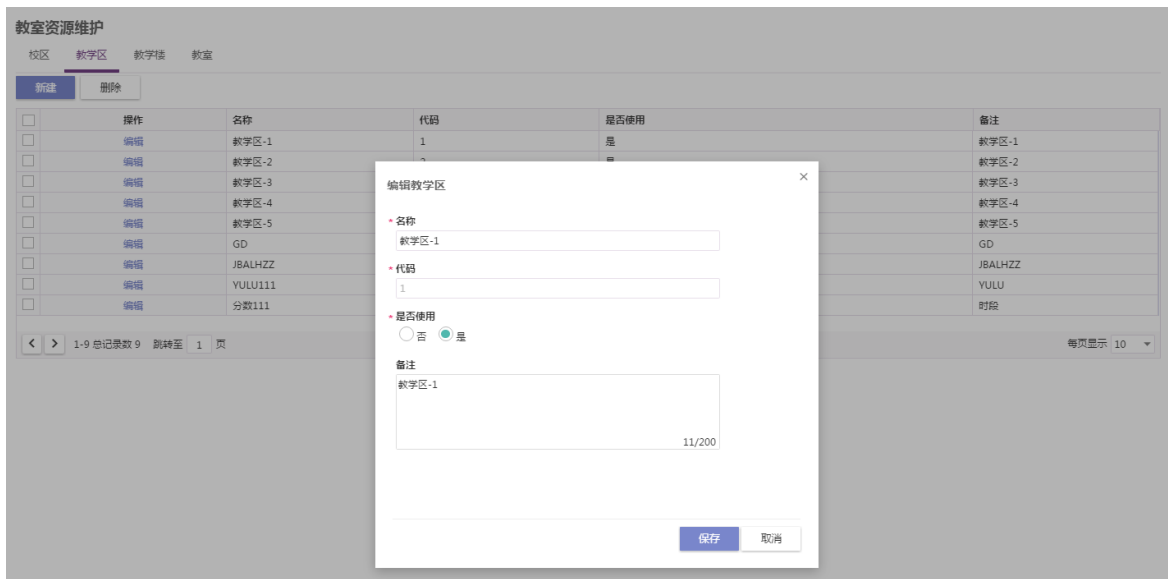 教室资源维护
校区 教学区 教学楼 教室
新建 删除
操作 名称 代码 是否使用 备注
编辑 教学区-1 1 是 教学区-1
编辑 教学区-2 是 教学区-2
编辑 教学区-3 教学区-3
编辑 教学区-4 教学区-4
编辑 教学区-5 教学区-5
编辑 GD GD
编辑 JBALHZZ JBALHZZ
编辑 YULU111 YULU
编辑 分数111 时段
1-9 总记录数 9 跳转至 1 页 每页显示 10
编辑教学区 ×
* 名称
教学区-1
* 代码
1
* 是否使用
否 是
备注
教学区-1
11/200
保存 取消